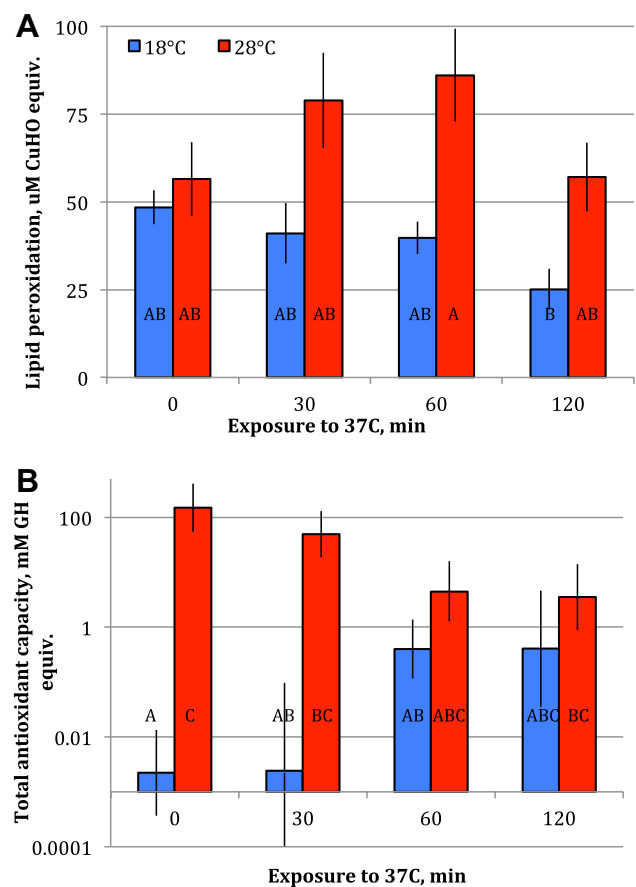 A
100
18°C 28°C
75
50
25
0
Lipid peroxidation, uM CuHO equiv.
AB AB AB AB AB A B AB
0 30 60 120
Exposure to 37C, min
B
Total antioxidant capacity, mM GH
equiv.
100
1
0.01
0.0001
A C AB BC AB ABC ABC BC
0 30 60 120
Exposure to 37C, min